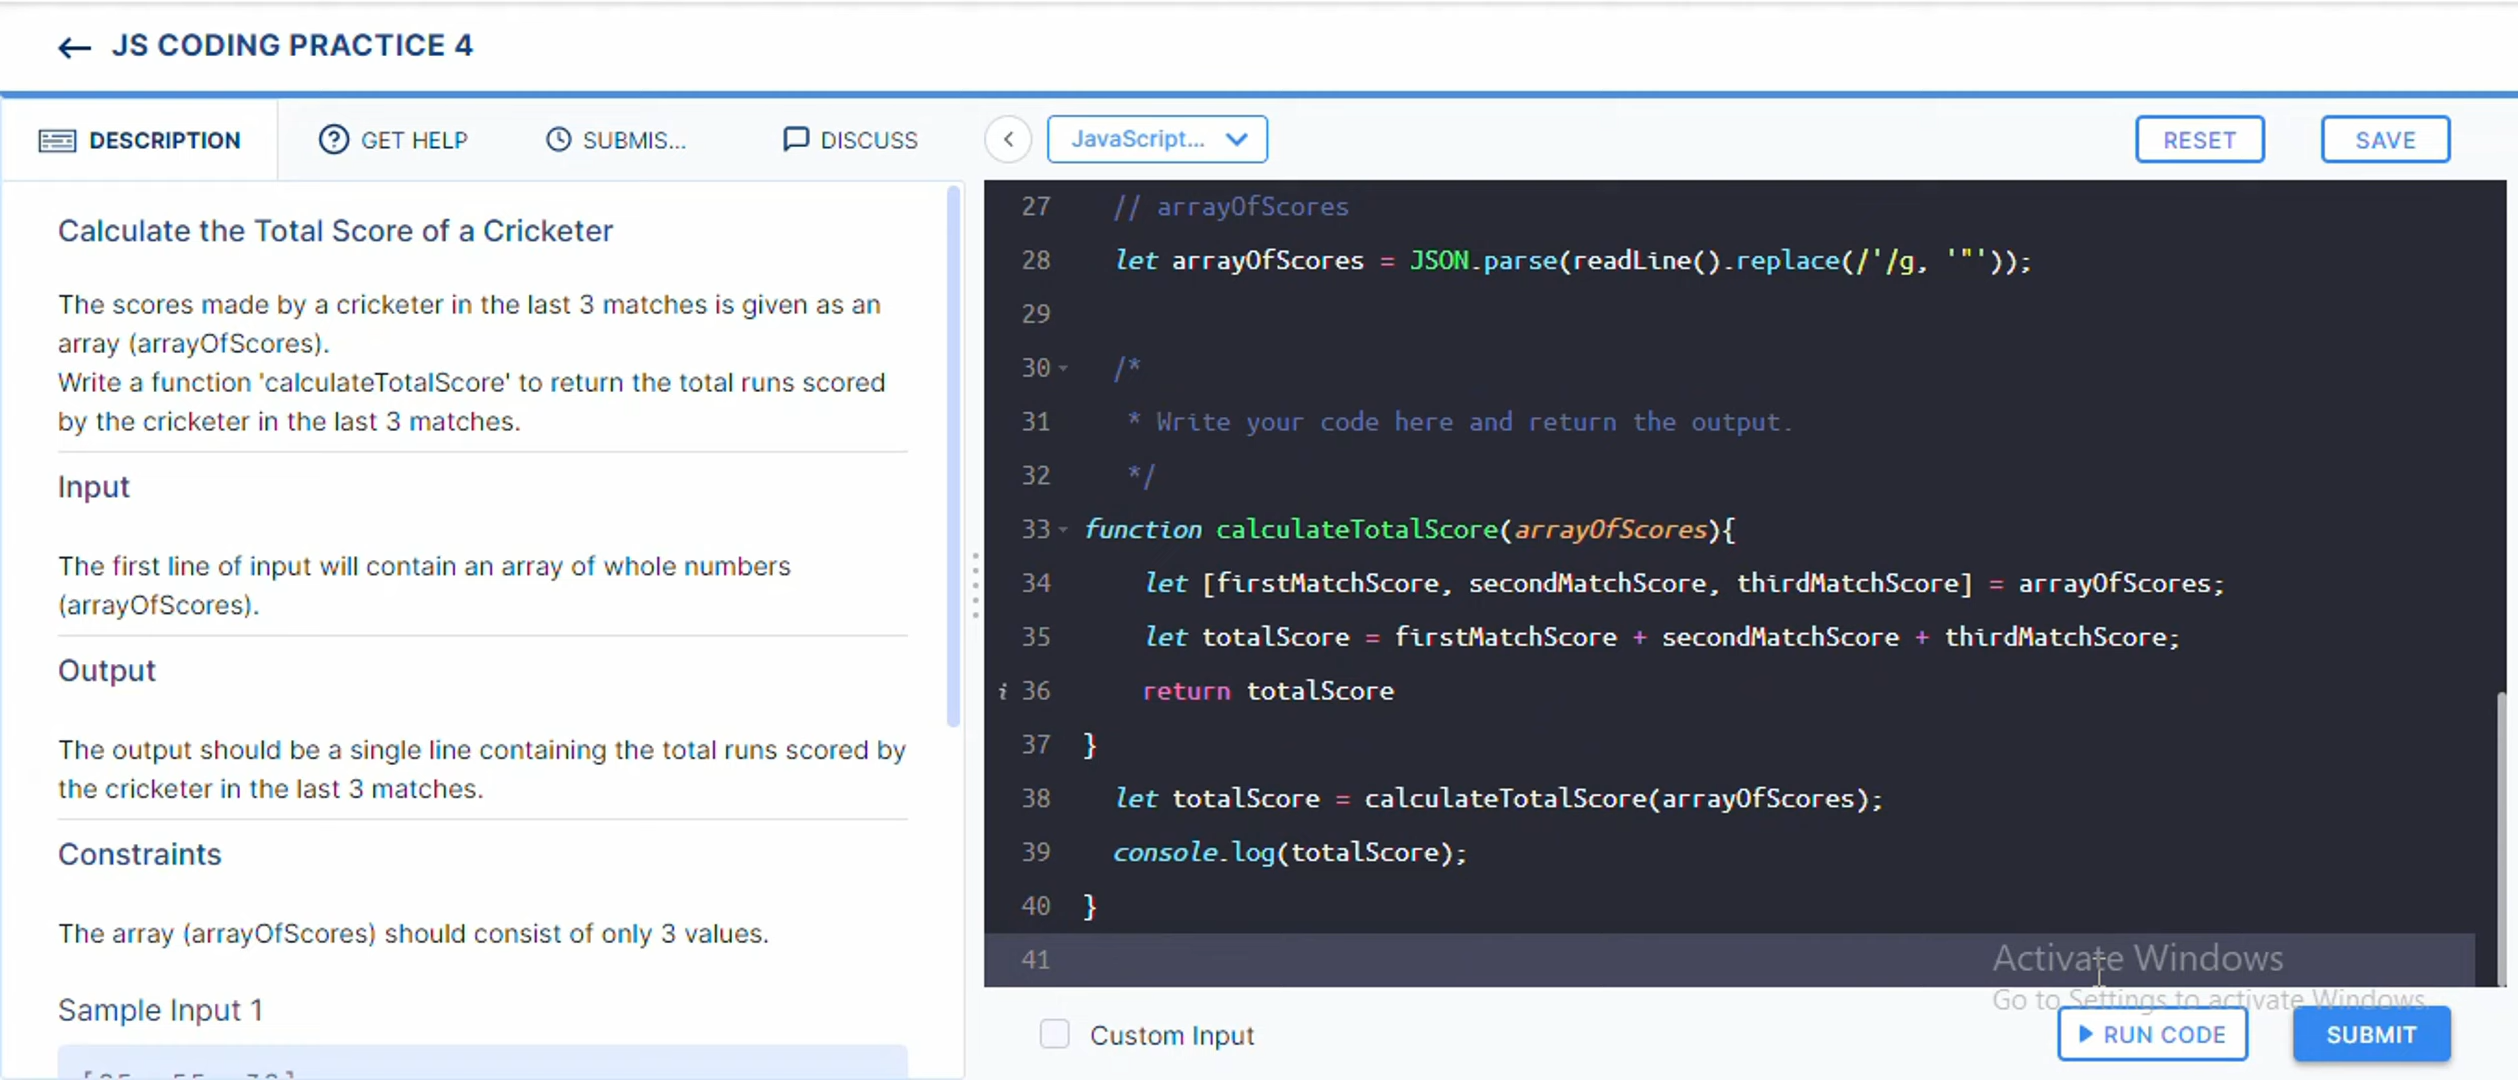 JS CODING PRACTICE 4
DESCRIPTION
GET HELP
SUBMIS...
DISCUSS
JavaScript...
RESET
SAVE
Calculate the Total Score of a Cricketer
The scores made by a cricketer in the last 3 matches is given as an
array (arrayOfScores).
Write a function 'calculateTotalScore' to return the total runs scored
by the cricketer in the last 3 matches.
Input
The first line of input will contain an array of whole numbers
(arrayOfScores).
Output
The output should be a single line containing the total runs scored by
the cricketer in the last 3 matches.
Constraints
The array (arrayOfScores) should consist of only 3 values.
Sample Input 1
27 // arrayOfScores
28 let arrayOfScores = JSON.parse(readLine().replace(/'/g, '"'));
29
30 /*
31 * Write your code here and return the output.
32 */
33 function calculateTotalScore(arrayOfScores){
34 let [firstMatchScore, secondMatchScore, thirdMatchScore] = arrayOfScores;
35 let totalScore = firstMatchScore + secondMatchScore + thirdMatchScore;
i 36 return totalScore
37 }
38 let totalScore = calculateTotalScore(arrayOfScores);
39 console.log(totalScore);
40 }
41
Activate Windows
Go to Settings to activate Windows.
Custom Input
RUN CODE
SUBMIT